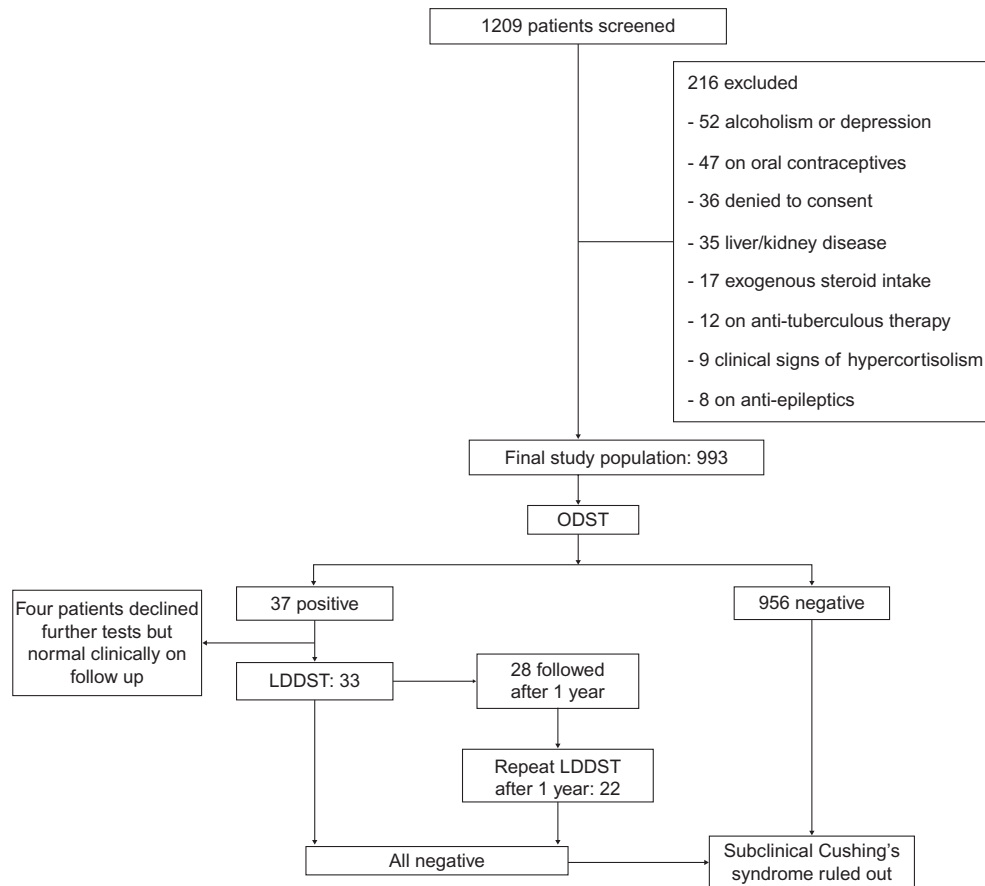 1209 patients screened
216 excluded
- 52 alcoholism or depression
- 47 on oral contraceptives
- 36 denied to consent
- 35 liver/kidney disease
- 17 exogenous steroid intake
- 12 on anti-tuberculous therapy
- 9 clinical signs of hypercortisolism
- 8 on anti-epileptics
Final study population: 993
ODST
37 positive
956 negative
Four patients declined
further tests but
normal clinically on
follow up
LDDST: 33
28 followed
after 1 year
Repeat LDDST
after 1 year: 22
All negative
Subclinical Cushing’s
syndrome ruled out